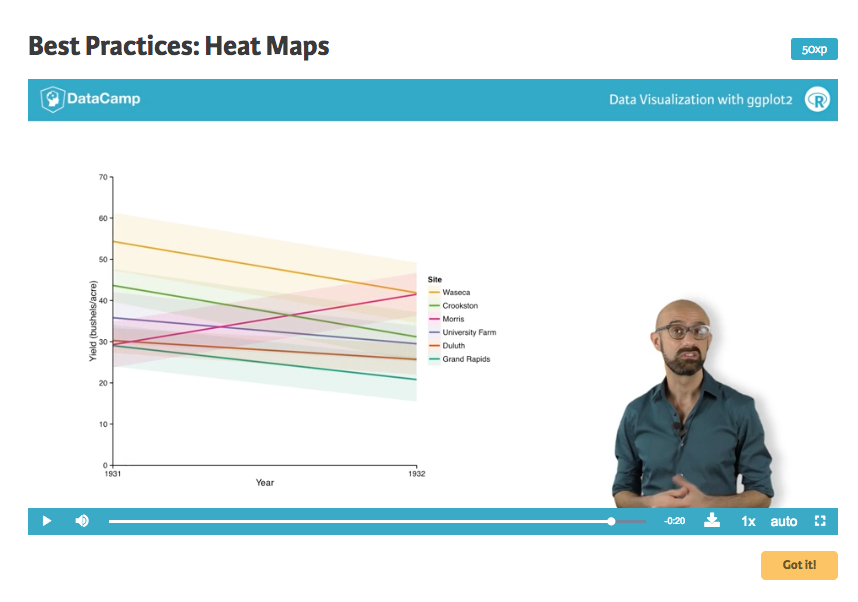 Best Practices: Heat Maps
50xp
DataCamp
Data Visualization with ggplot2
R
70
60
50
40
30
20
10
0
Yield (bushels/acre)
1931
1932
Year
Site
Waseca
Crookston
Morris
University Farm
Duluth
Grand Rapids
-0:20
1x
auto
Got it!